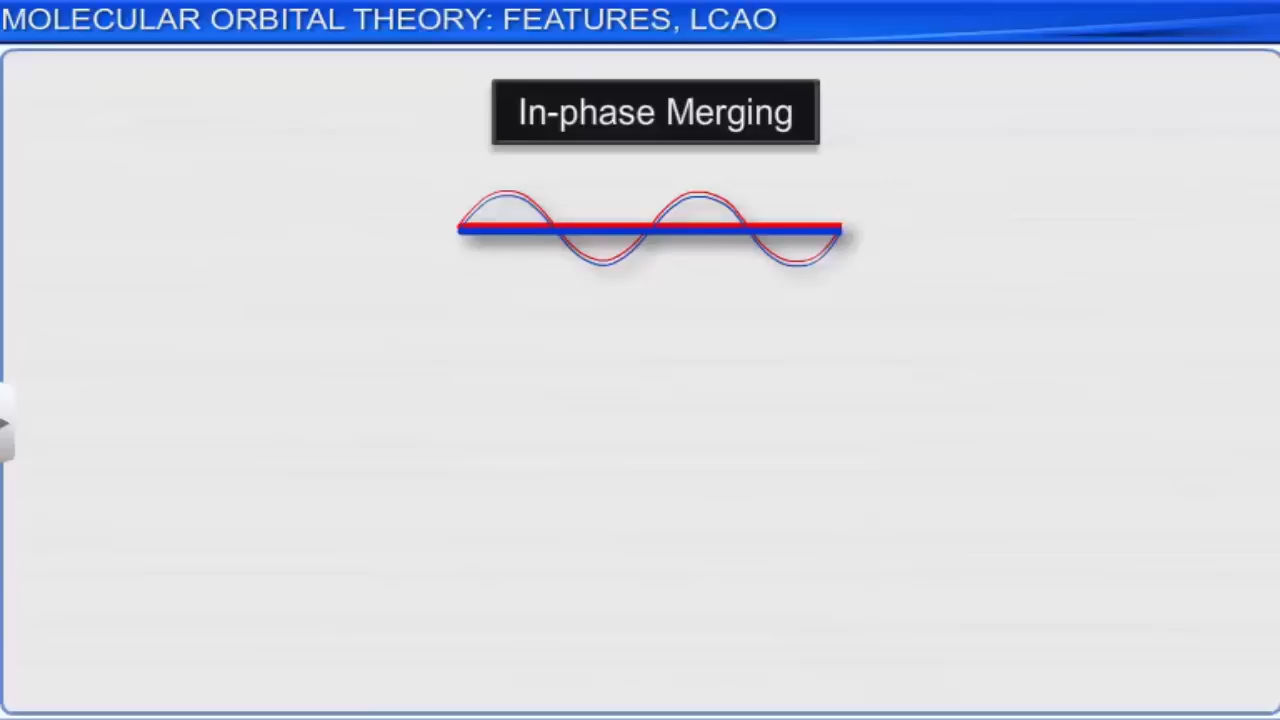 MOLECULAR ORBITAL THEORY: FEATURES, LCAO
In-phase Merging